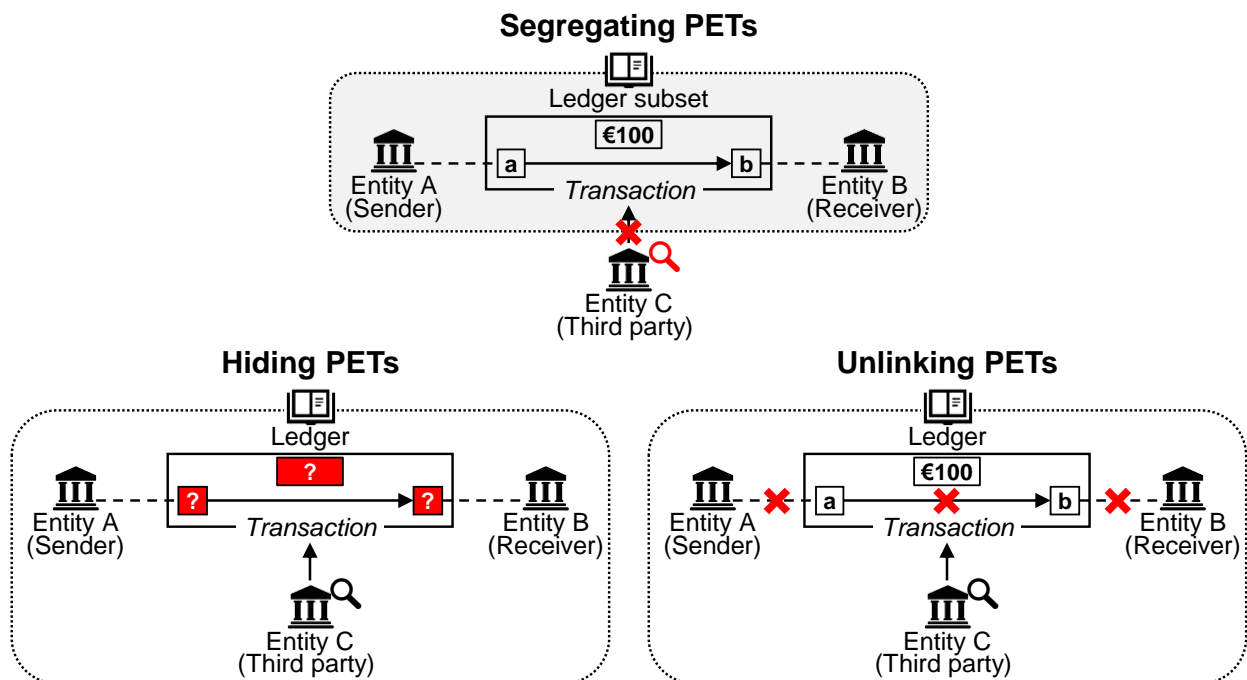 Segregating PETs
Ledger subset
€100
a
b
Entity A
(Sender)
Transaction
Entity B
(Receiver)
Entity C
(Third party)
Hiding PETs
Ledger
?
?
?
Entity A
(Sender)
Transaction
Entity B
(Receiver)
Entity C
(Third party)
Unlinking PETs
Ledger
€100
a
b
Entity A
(Sender)
Transaction
Entity B
(Receiver)
Entity C
(Third party)